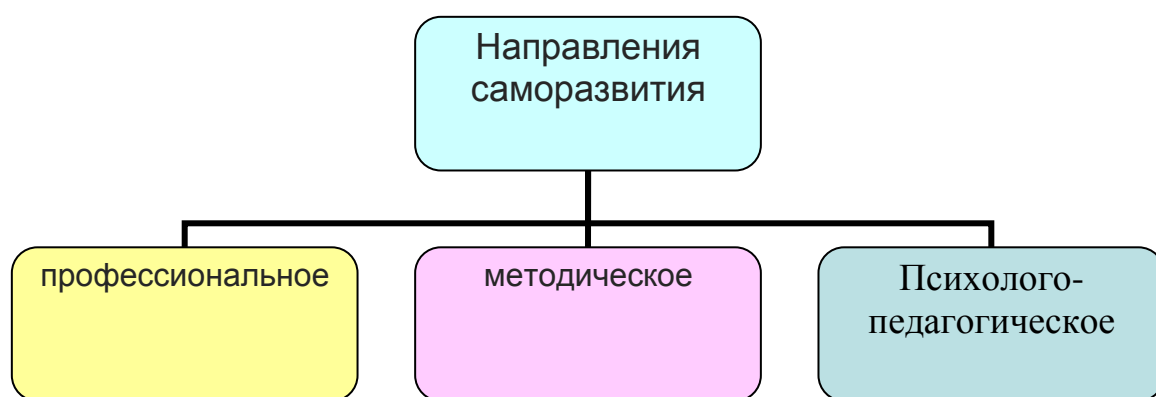 Направления
саморазвития
профессиональное
методическое
Психолого-
педагогическое